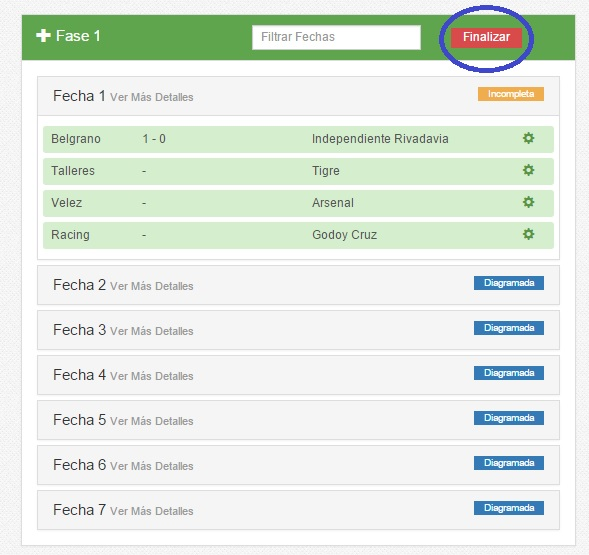 Fase 1 Filtrar Fechas Finalizar
Fecha 1 Ver Más Detalles Incompleta
Belgrano 1 - 0 Independiente Rivadavia
Talleres - Tigre
Velez - Arsenal
Racing - Godoy Cruz
Fecha 2 Ver Más Detalles Diagramada
Fecha 3 Ver Más Detalles Diagramada
Fecha 4 Ver Más Detalles Diagramada
Fecha 5 Ver Más Detalles Diagramada
Fecha 6 Ver Más Detalles Diagramada
Fecha 7 Ver Más Detalles Diagramada